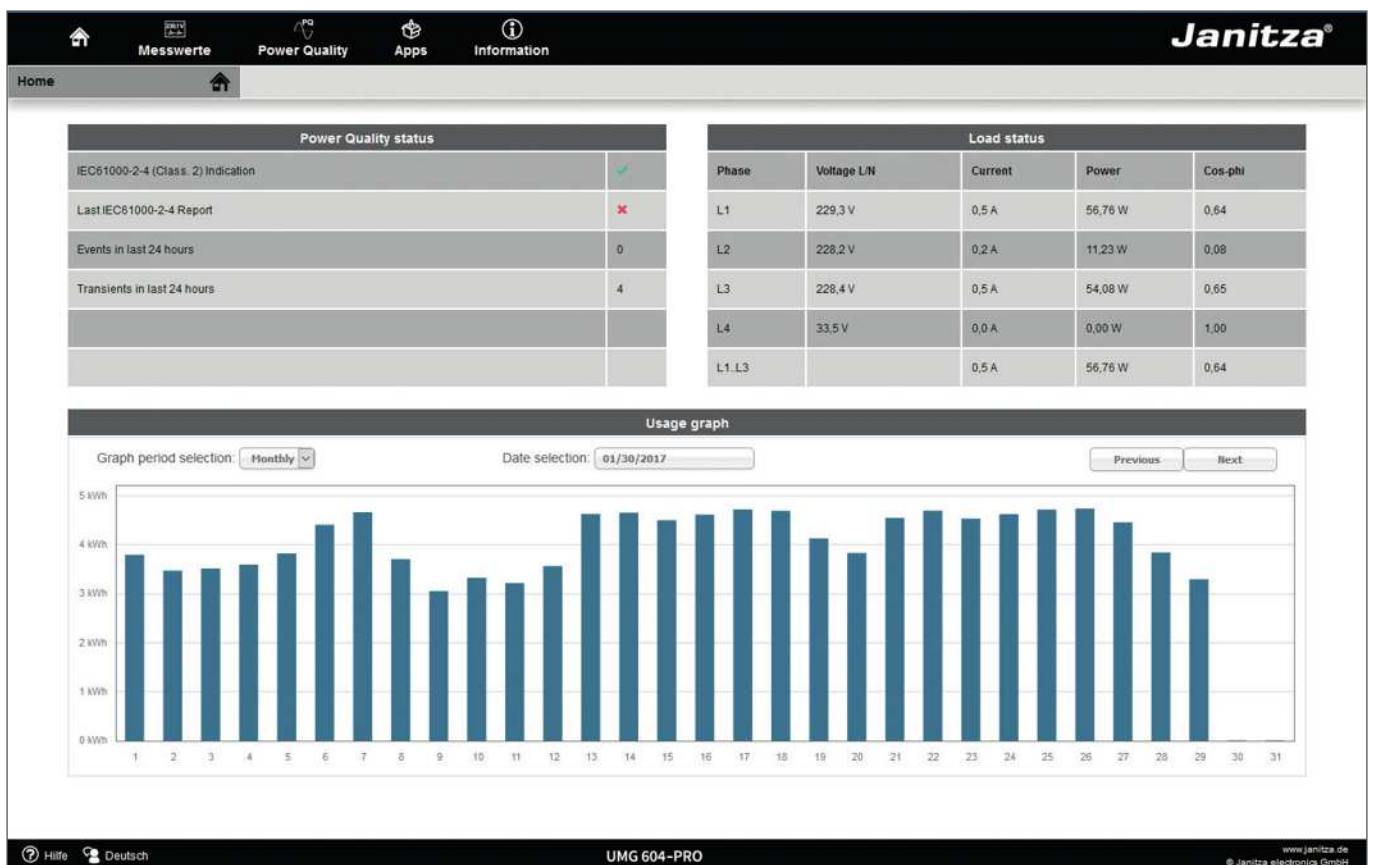 Messwerte
PQ
Power Quality
Apps
Information
Janitza®
Home
Power Quality status
IEC61000-2-4 (Class. 2) Indication
Last IEC61000-2-4 Report
Events in last 24 hours 0
Transients in last 24 hours 4
Load status
Phase Voltage L/N Current Power Cos-phi
L1 229,3 V 0,5 A 56,76 W 0,64
L2 228,2 V 0,2 A 11,23 W 0,08
L3 228,4 V 0,5 A 54,08 W 0,65
L4 33,5 V 0,0 A 0,00 W 1,00
L1..L3 0,5 A 56,76 W 0,64
Usage graph
Graph period selection: Monthly
Date selection: 01/30/2017
Previous Next
5 kWh
4 kWh
3 kWh
2 kWh
1 kWh
0 kWh
1 2 3 4 5 6 7 8 9 10 11 12 13 14 15 16 17 18 19 20 21 22 23 24 25 26 27 28 29 30 31
Hilfe Deutsch
UMG 604-PRO
www.janitza.de
© Janitza electronics GmbH